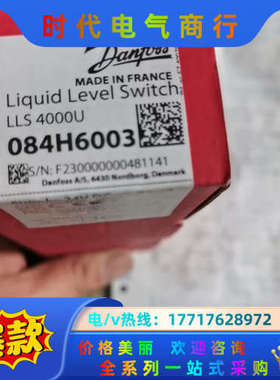 时代电气商行
Danfoss
MADE IN FRANCE
Liquid Level Switch
LLS 4000U
084H6003
S/N: F230000000481141
Danfoss A/S, 6430 Nordborg, Denmark
爆款
电/v热线：17717628972
价格美丽 欢迎咨询
全系列一站式采购